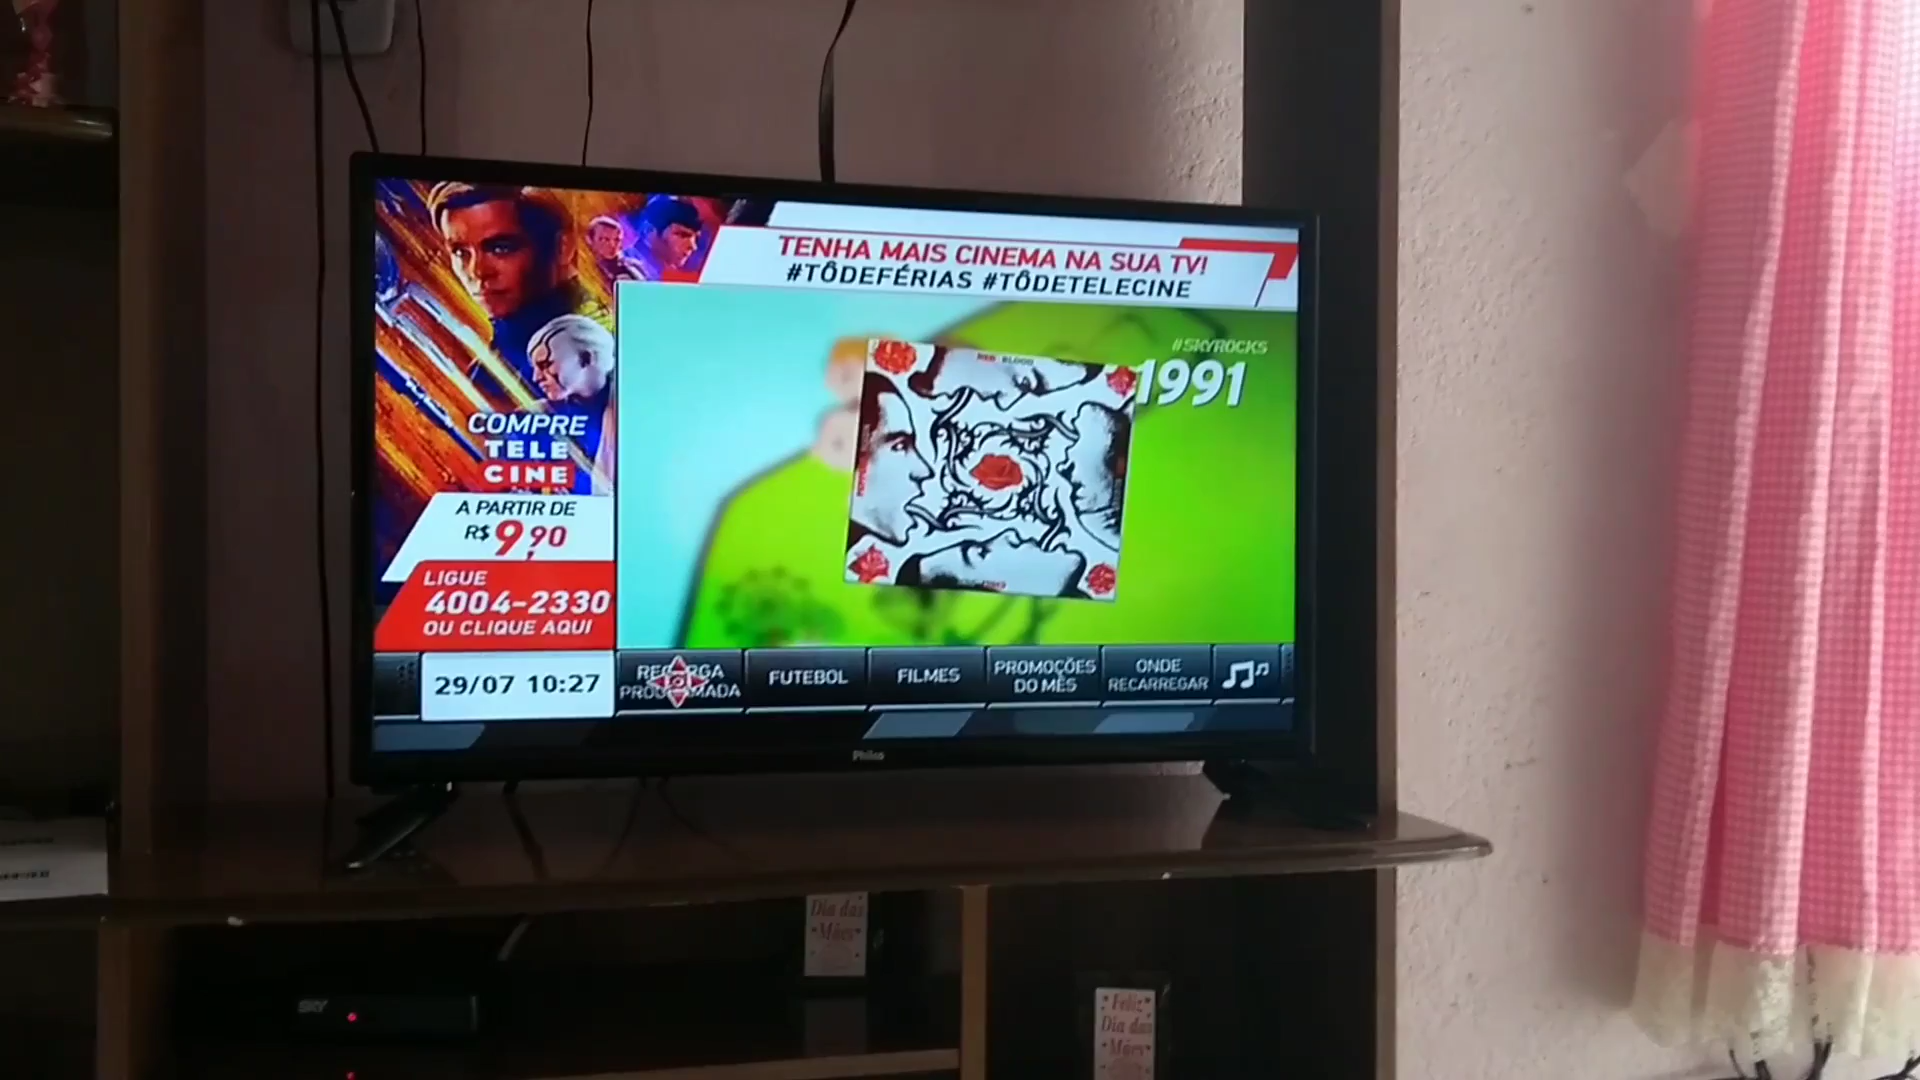 TENHA MAIS CINEMA NA SUA TV!
#TÔDEFÉRIAS #TÔDETELECINE
#SKYROCKS
1991
RED BLOOD
COMPRE
TELE
CINE
A PARTIR DE
R$ 9,90
LIGUE
4004-2330
OU CLIQUE AQUI
29/07 10:27
RECARGA
PROGRAMADA
FUTEBOL
FILMES
PROMOÇÕES
DO MÊS
ONDE
RECARREGAR
Philco
Dia das
Mães
SKY
Feliz
Dia das
Mães